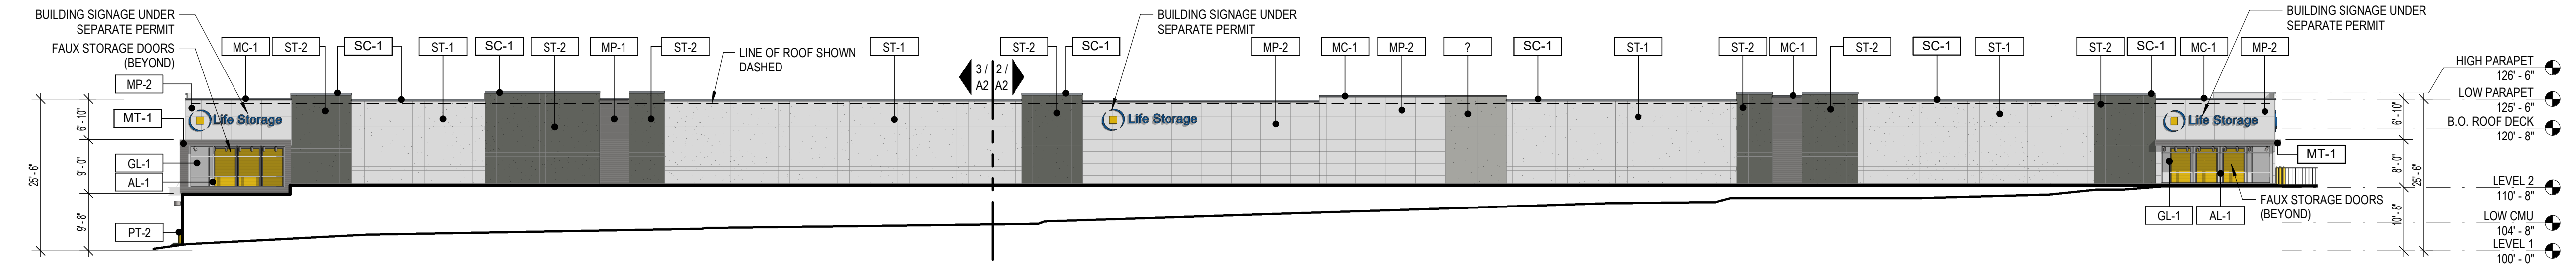 BUILDING SIGNAGE UNDER
SEPARATE PERMIT
FAUX STORAGE DOORS
(BEYOND)
MC-1
ST-2
SC-1
ST-1
SC-1
ST-2
MP-1
ST-2
LINE OF ROOF SHOWN
DASHED
ST-1
3 /
A2
2 /
A2
ST-2
SC-1
BUILDING SIGNAGE UNDER
SEPARATE PERMIT
MP-2
MC-1
MP-2
?
SC-1
ST-1
ST-2
MC-1
ST-2
SC-1
ST-1
ST-2
SC-1
MC-1
MP-2
BUILDING SIGNAGE UNDER
SEPARATE PERMIT
MP-2
MT-1
GL-1
AL-1
PT-2
25' - 6"
6' - 10"
9' - 0"
9' - 8"
Life Storage
Life Storage
Life Storage
MT-1
GL-1
AL-1
FAUX STORAGE DOORS
(BEYOND)
6' - 10"
8' - 0"
10' - 8"
25' - 6"
HIGH PARAPET
126' - 6"
LOW PARAPET
125' - 6"
B.O. ROOF DECK
120' - 8"
LEVEL 2
110' - 8"
LOW CMU
104' - 8"
LEVEL 1
100' - 0"